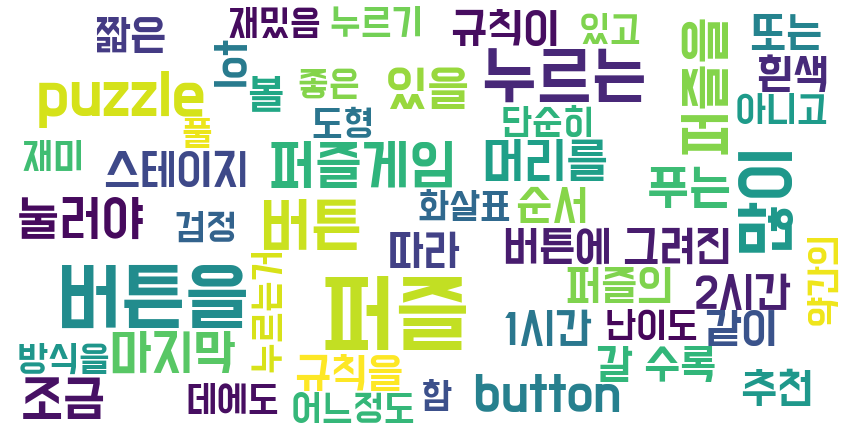 짧은
재밌음
누르기
규칙이
있고
또는
lot
볼
좋은
있을
누르는
퍼즐을
흰색
puzzle
풀
도형
단순히
아니고
재미
스테이지
퍼즐게임
머리를
푸는
이런
눌러야
검정
버튼
화살표
순서
따라
버튼에
그려진
버튼을
누르는거
퍼즐
퍼즐의
2시간
약간의
1시간
난이도
같이
방식을
마지막
규칙을
갈 수록
조금
데에도
어느정도
함
button
추천